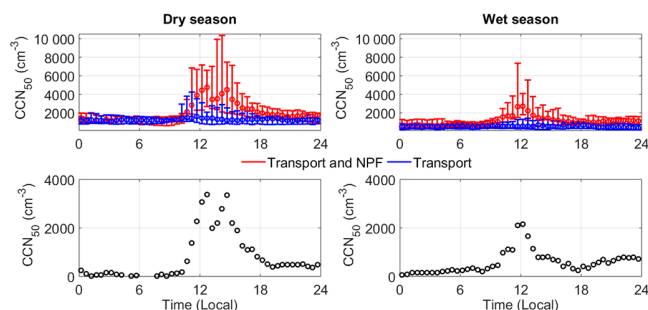 Dry season
Wet season
CCN50 (cm-3)
10 000
8000
6000
4000
2000
0 6 12 18 24
CCN50 (cm-3)
10 000
8000
6000
4000
2000
0 6 12 18 24
Transport and NPF Transport
CCN50 (cm-3)
4000
2000
0
0 6 12 18 24
Time (Local)
CCN50 (cm-3)
4000
2000
0
0 6 12 18 24
Time (Local)